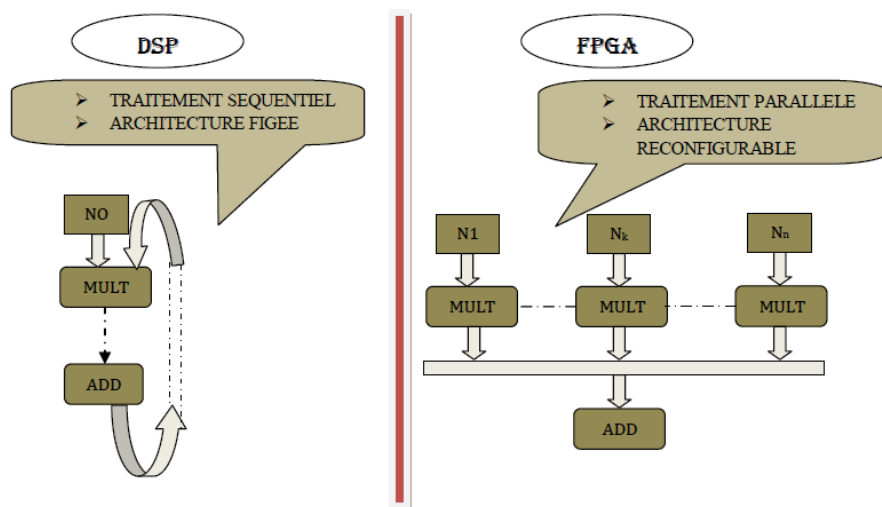 DSP
TRAITEMENT SEQUENTIEL
ARCHITECTURE FIGEE
NO
MULT
ADD
FPGA
TRAITEMENT PARALLELE
ARCHITECTURE
RECONFIGURABLE
N1 Nk Nn
MULT MULT MULT
ADD